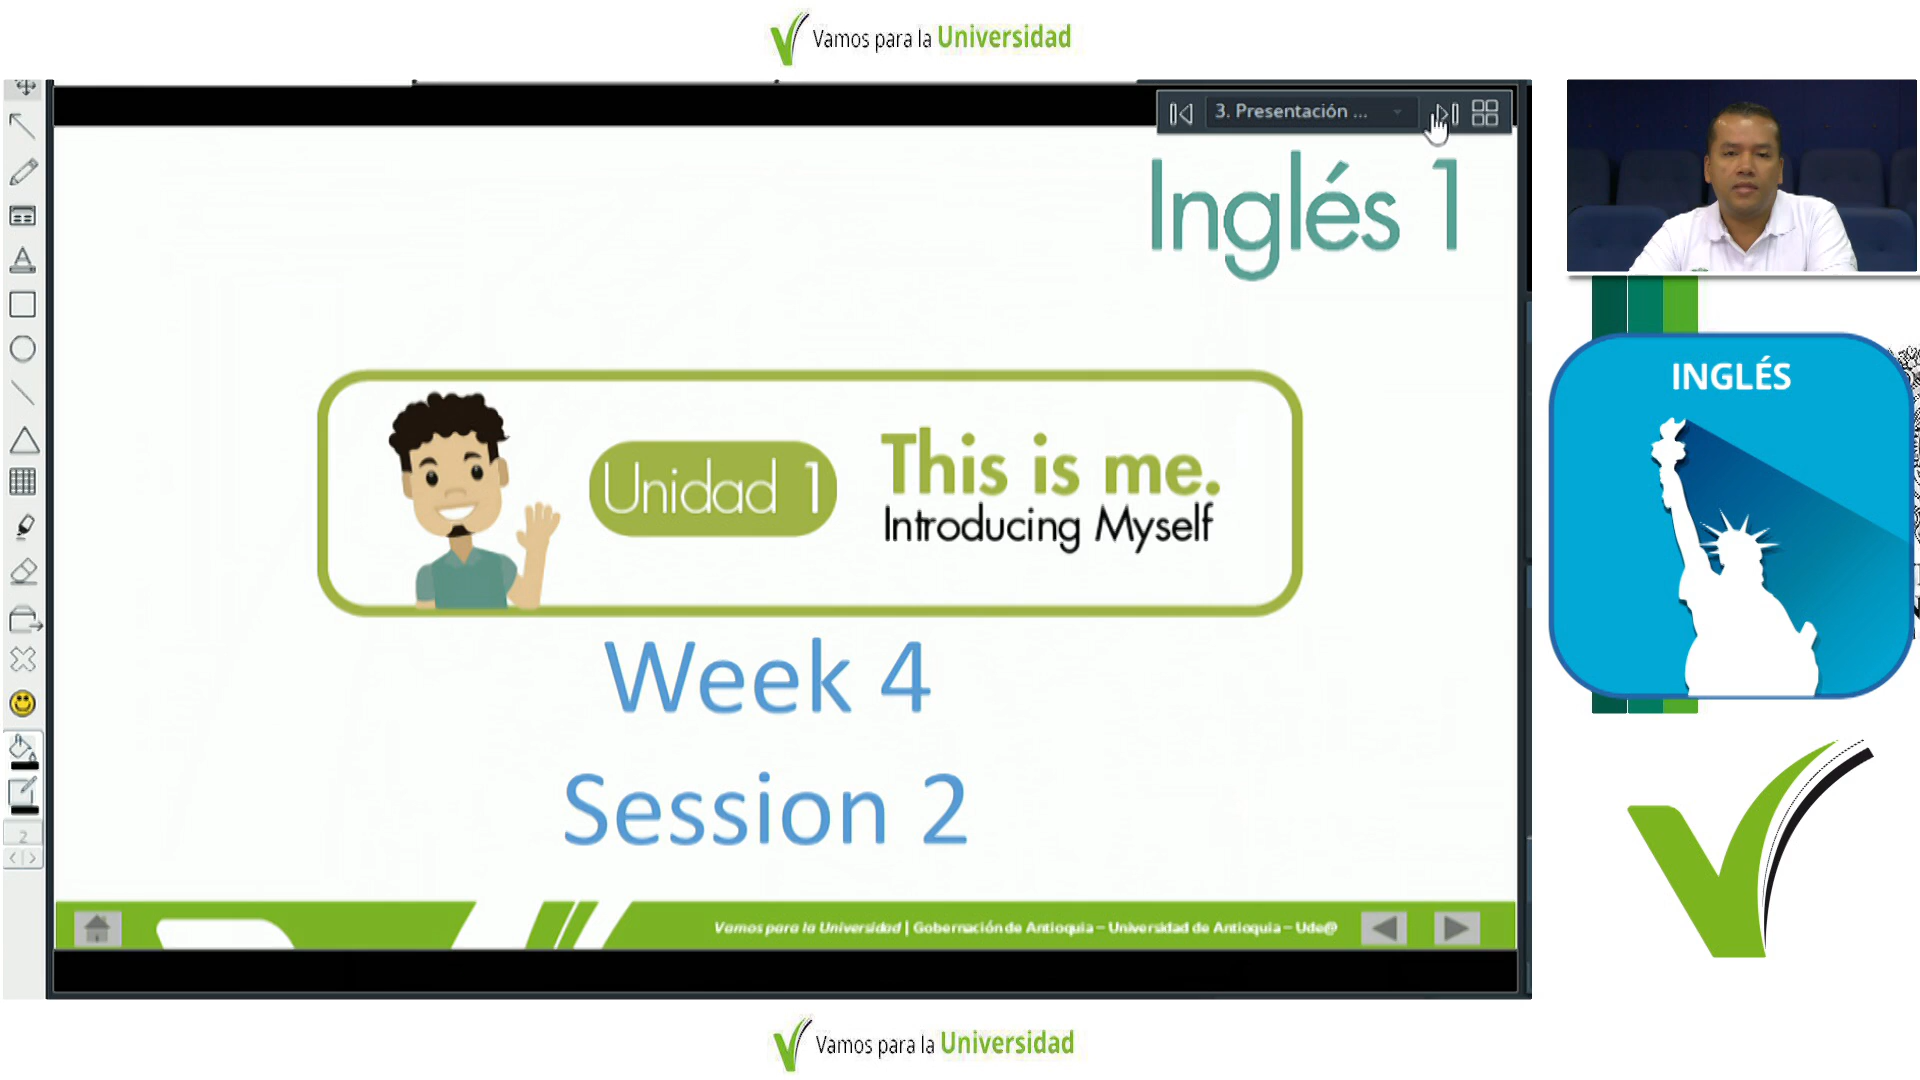 Vamos para la Universidad
3. Presentación ...
Inglés 1
INGLÉS
Unidad 1
This is me.
Introducing Myself
Week 4
Session 2
2
Vamos para la Universidad | Gobernación de Antioquia – Universidad de Antioquia – Ude@
Vamos para la Universidad